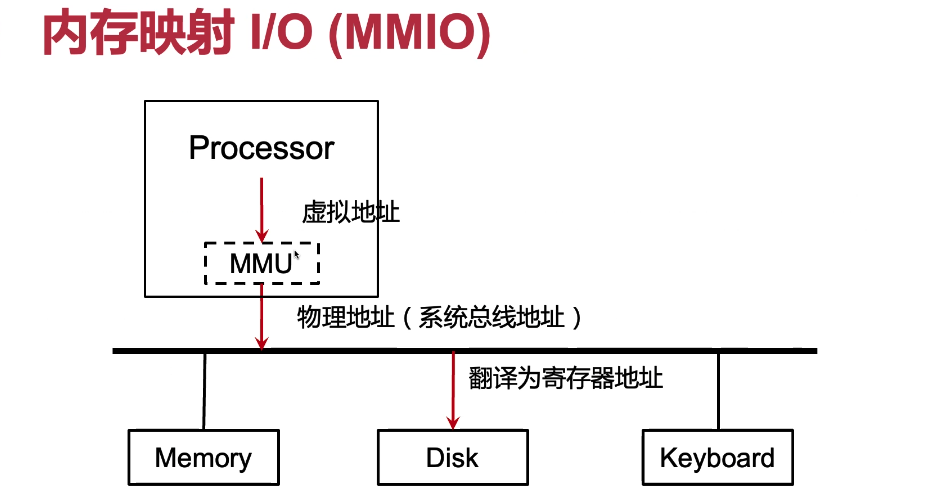 内存映射 I/O (MMIO)
Processor
虚拟地址
MMU
物理地址（系统总线地址）
翻译为寄存器地址
Memory
Disk
Keyboard